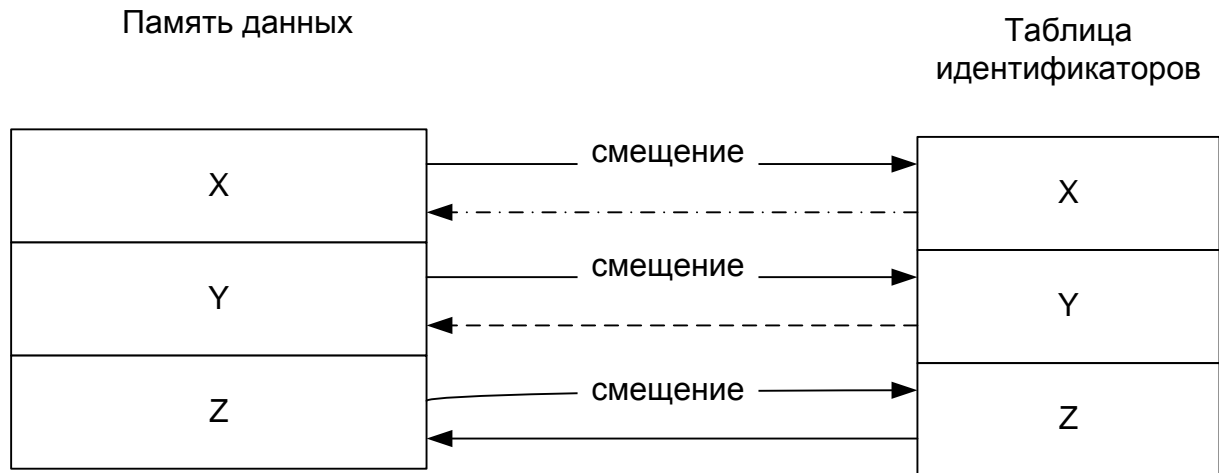 Память данных
Таблица
идентификаторов
X
смещение
X
Y
смещение
Y
Z
смещение
Z